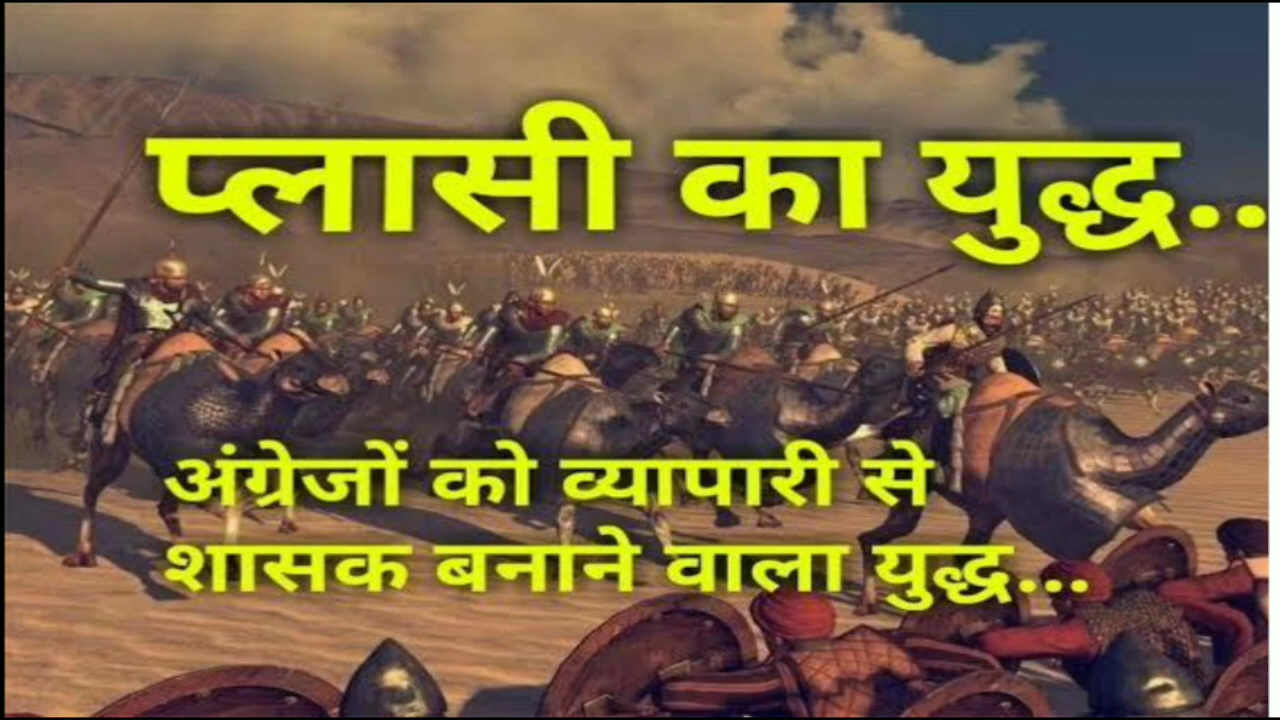 प्लासी का युद्ध..
अंग्रेजों को व्यापारी से
शासक बनाने वाला युद्ध...